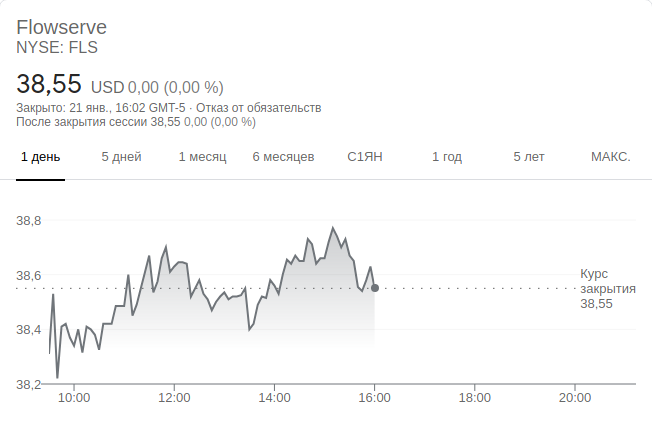 Flowserve
NYSE: FLS
38,55 USD 0,00 (0,00 %)
Закрыто: 21 янв., 16:02 GMT-5 · Отказ от обязательств
После закрытия сессии 38,55 0,00 (0,00 %)
1 день 5 дней 1 месяц 6 месяцев С1ЯН 1 год 5 лет МАКС.
38,8
38,6
38,4
38,2
Курс
закрытия
38,55
10:00 12:00 14:00 16:00 18:00 20:00